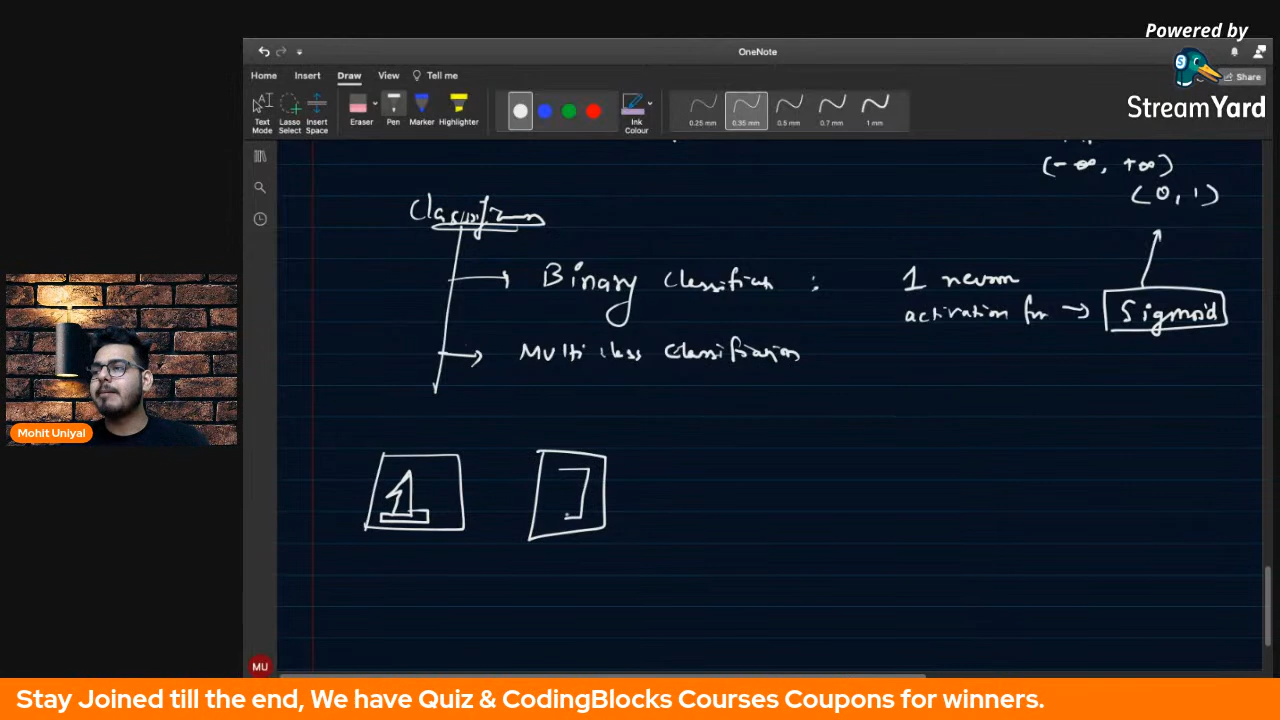 Powered by
StreamYard
OneNote
Home Insert Draw View Tell me
Share
Text Mode
Lasso Select
Insert Space
Eraser
Pen
Marker
Highlighter
Ink Colour
0.25 mm
0.35 mm
0.5 mm
0.7 mm
1 mm
(-∞, +∞)
(0, 1)
Binary :
1 neuron
activation fn → Sigmoid
Multi class
1
Mohit Uniyal
MU
Stay Joined till the end, We have Quiz & CodingBlocks Courses Coupons for winners.